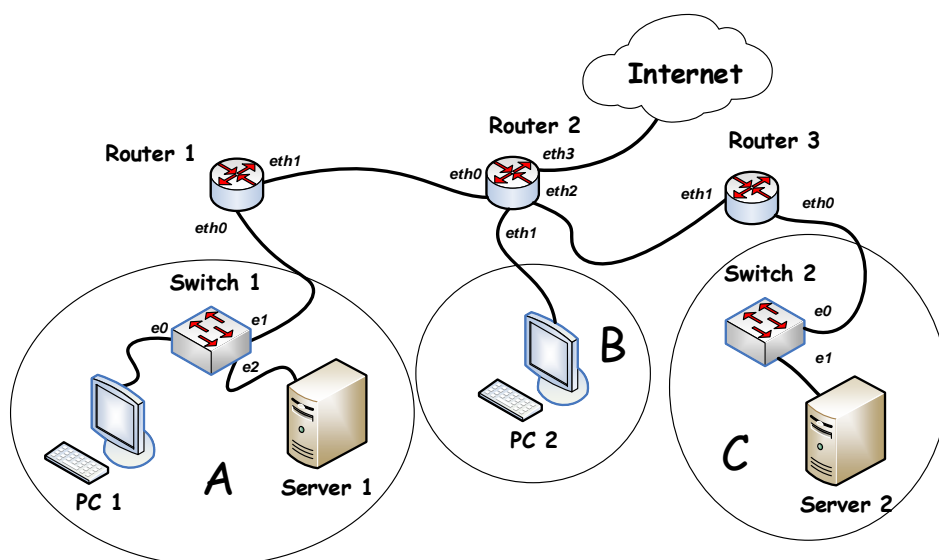 Internet
Router 2
Router 3
Router 1
eth3
eth1
eth0
eth2
eth1
eth0
eth0
eth1
Switch 1
Switch 2
e0
e1
e0
B
e1
e2
PC 2
C
A
Server 1
PC 1
Server 2